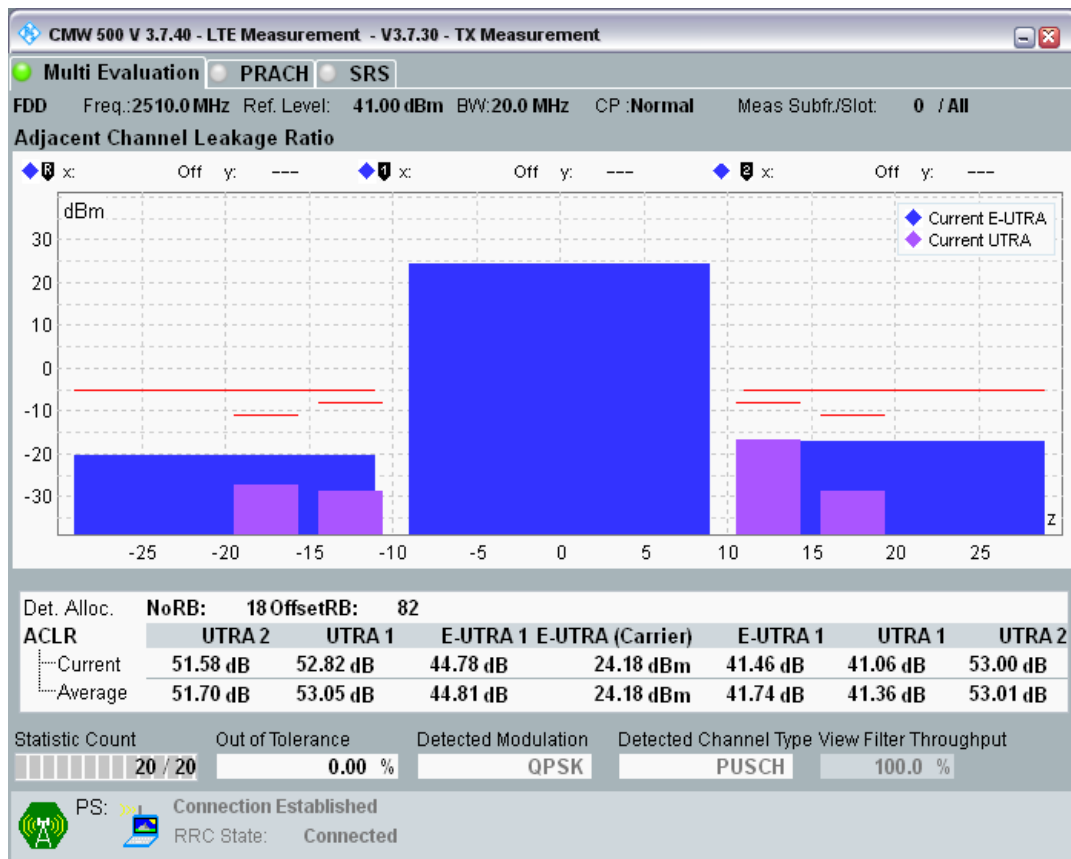 CMW 500 V 3.7.40 - LTE Measurement - V3.7.30 - TX Measurement
Multi Evaluation PRACH SRS
FDD Freq.:2510.0 MHz Ref. Level: 41.00 dBm BW:20.0 MHz CP :Normal Meas Subfr./Slot: 0 / All
Adjacent Channel Leakage Ratio
R x: Off y: --- 1 x: Off y: --- 2 x: Off y: ---
dBm
Current E-UTRA
Current UTRA
30
20
10
0
-10
-20
-30
z
-25 -20 -15 -10 -5 0 5 10 15 20 25
Det. Alloc. NoRB: 18 OffsetRB: 82
ACLR UTRA 2 UTRA 1 E-UTRA 1 E-UTRA (Carrier) E-UTRA 1 UTRA 1 UTRA 2
Current 51.58 dB 52.82 dB 44.78 dB 24.18 dBm 41.46 dB 41.06 dB 53.00 dB
Average 51.70 dB 53.05 dB 44.81 dB 24.18 dBm 41.74 dB 41.36 dB 53.01 dB
Statistic Count Out of Tolerance Detected Modulation Detected Channel Type View Filter Throughput
20 / 20 0.00 % QPSK PUSCH 100.0 %
PS: Connection Established
RRC State: Connected